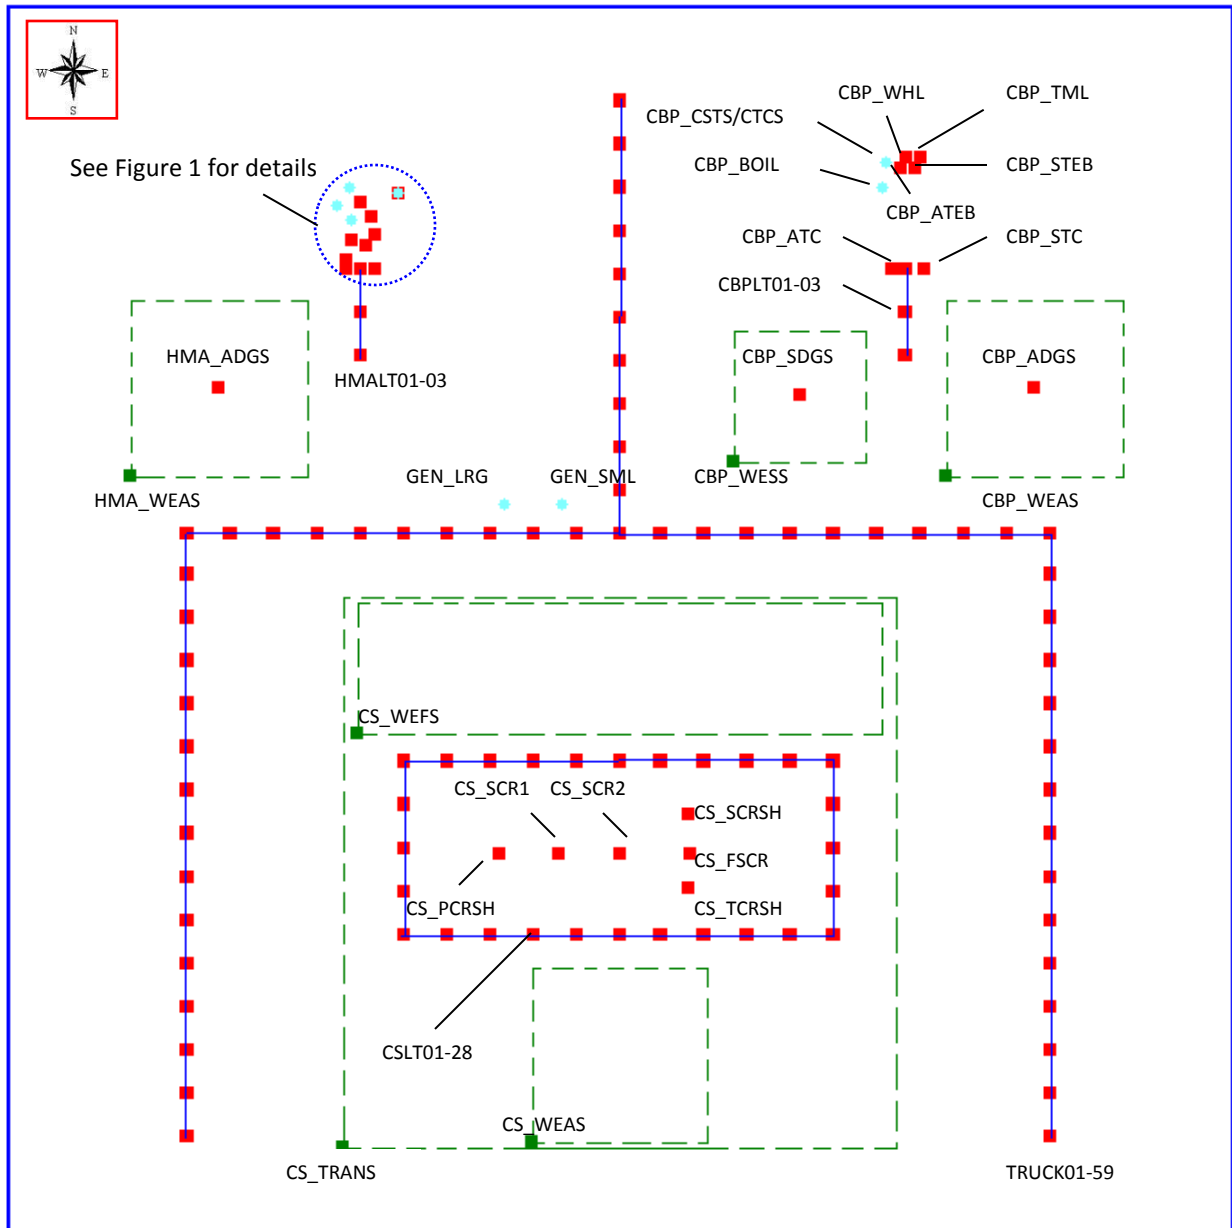 N
W E
S
See Figure 1 for details
CBP_CSTS/CTCS
CBP_WHL
CBP_TML
CBP_BOIL
CBP_STEB
CBP_ATEB
CBP_ATC
CBP_STC
CBPLT01-03
HMA_ADGS
HMALT01-03
CBP_SDGS
CBP_ADGS
HMA_WEAS
GEN_LRG
GEN_SML
CBP_WESS
CBP_WEAS
CS_WEFS
CS_SCR1
CS_SCR2
CS_SCRSH
CS_FSCR
CS_PCRSH
CS_TCRSH
CSLT01-28
CS_WEAS
CS_TRANS
TRUCK01-59